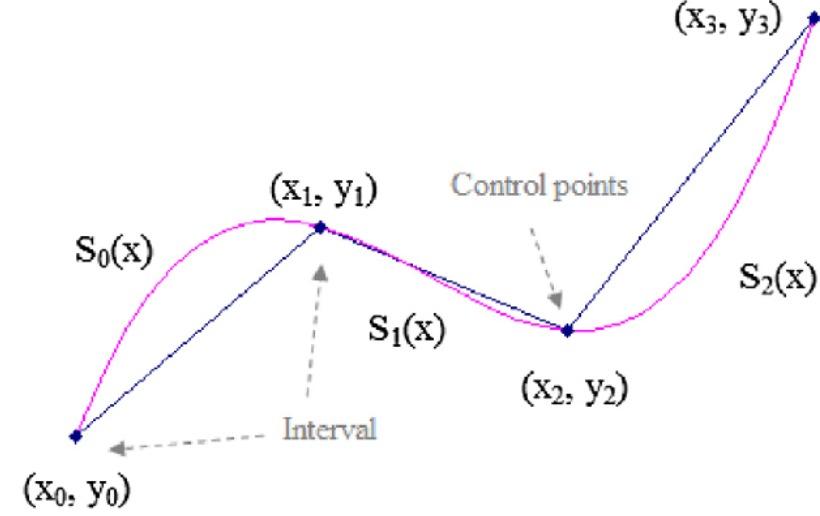 (x₃, y₃)
(x₁, y₁)
Control points
S₀(x)
S₂(x)
S₁(x)
(x₂, y₂)
Interval
(x₀, y₀)